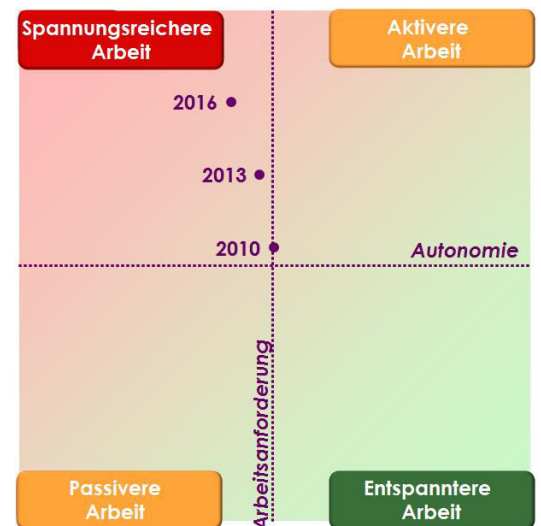 Spannungsreichere
Arbeit
Aktivere
Arbeit
2016
2013
2010
Autonomie
Arbeitsanforderung
Passivere
Arbeit
Entspanntere
Arbeit